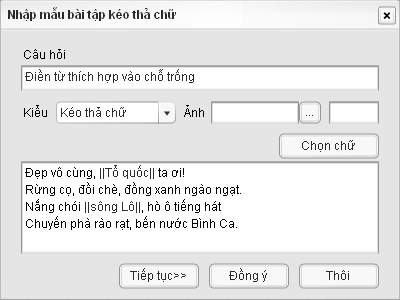 Nhập mẫu bài tập kéo thả chữ
Câu hỏi
Điền từ thích hợp vào chỗ trống
Kiểu Kéo thả chữ Ảnh ...
Chọn chữ
Đẹp vô cùng, ||Tổ quốc|| ta ơi!
Rừng cọ, đồi chè, đồng xanh ngào ngạt.
Nắng chói ||sông Lô||, hò ô tiếng hát
Chuyến phà rào rạt, bến nước Bình Ca.
Tiếp tục>> Đồng ý Thôi